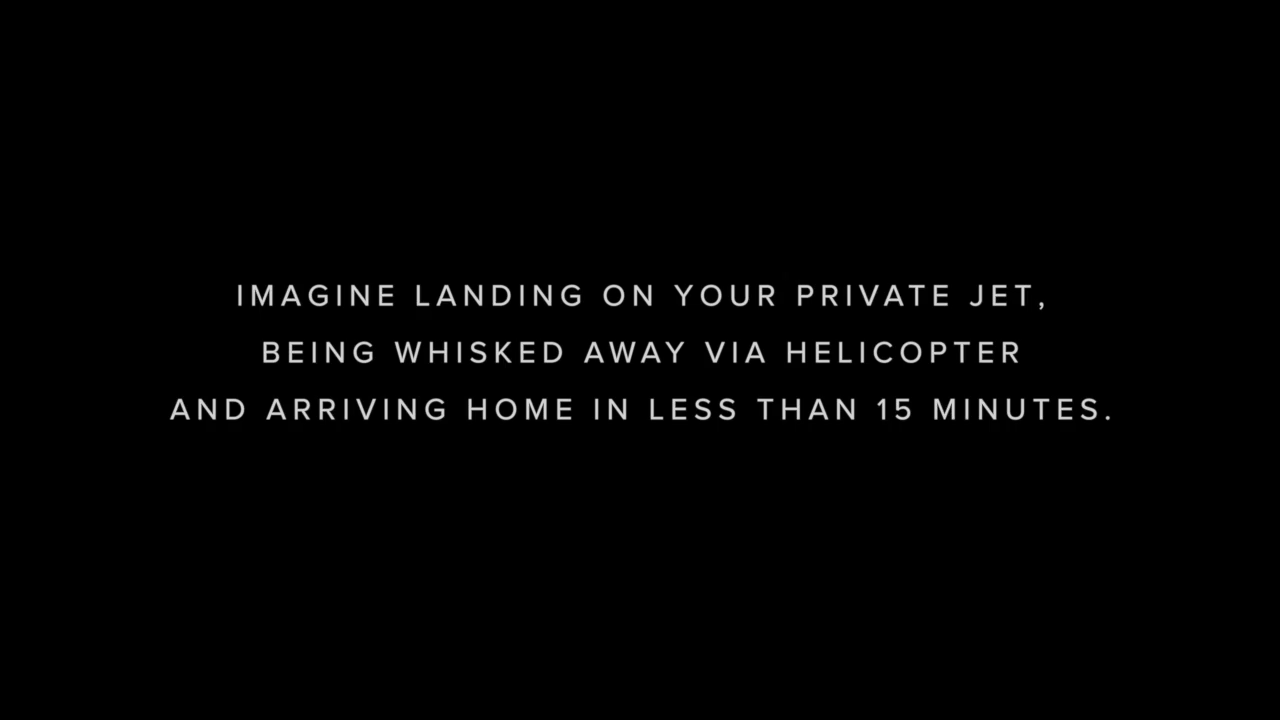 IMAGINE LANDING ON YOUR PRIVATE JET,
BEING WHISKED AWAY VIA HELICOPTER
AND ARRIVING HOME IN LESS THAN 15 MINUTES.